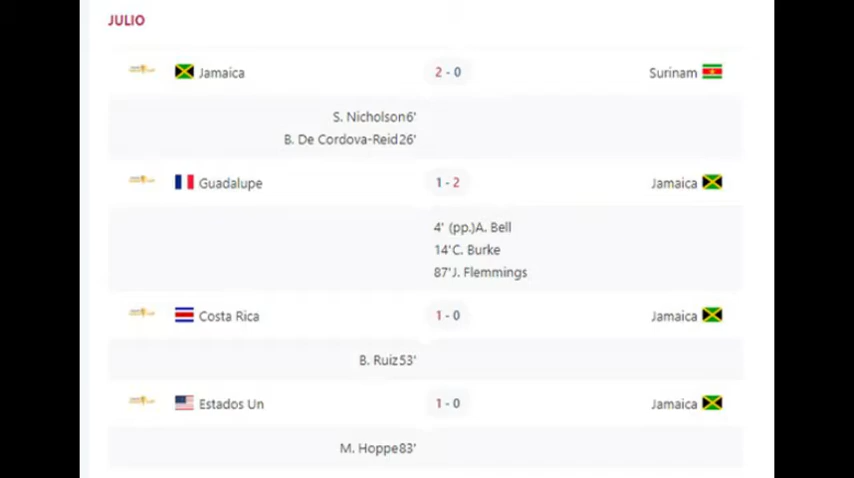 JULIO
Jamaica 2 - 0 Surinam
S. Nicholson6'
B. De Cordova-Reid26'
Guadalupe 1 - 2 Jamaica
4' (pp.)A. Bell
14'C. Burke
87'J. Flemmings
Costa Rica 1 - 0 Jamaica
B. Ruiz53'
Estados Un 1 - 0 Jamaica
M. Hoppe83'